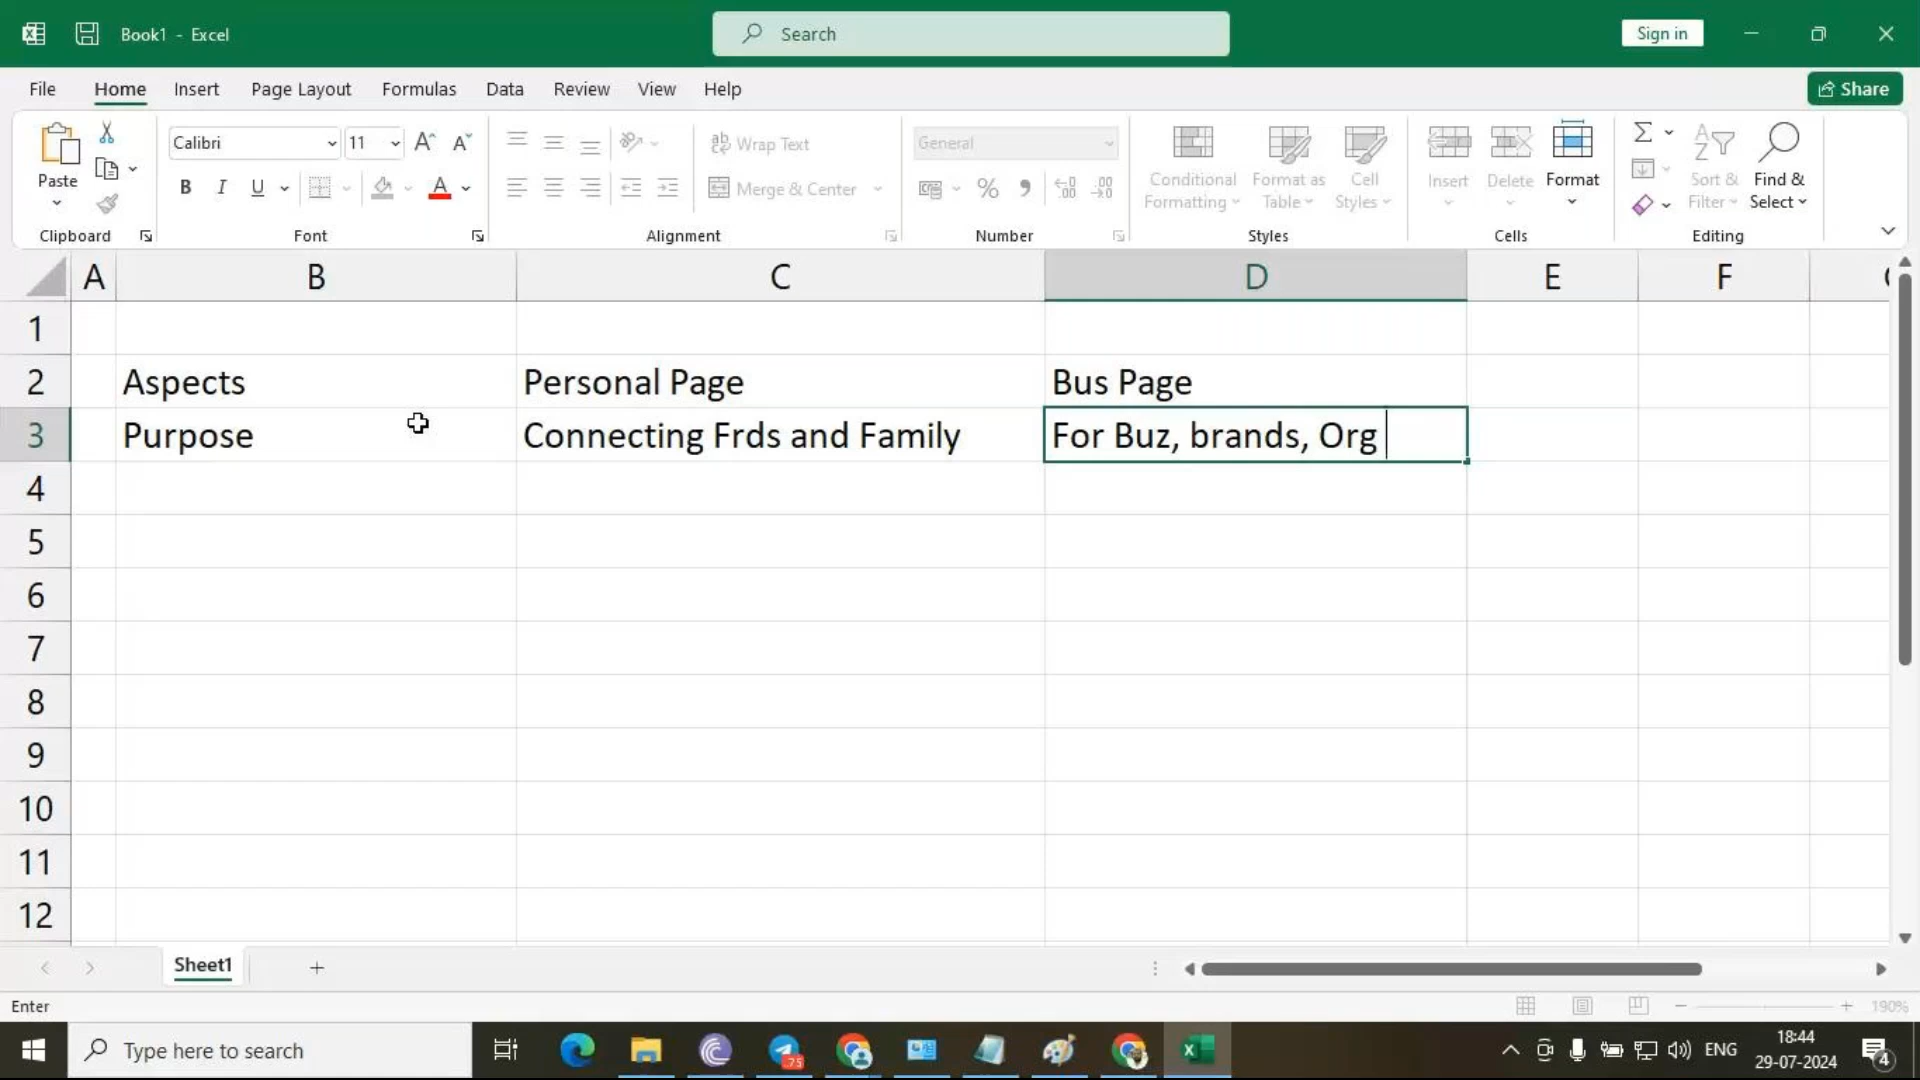 Book1 - Excel
Search
Sign in
File
Home
Insert
Page Layout
Formulas
Data
Review
View
Help
Share
Paste
Clipboard
Calibri
11
A A
B I U A
Font
ab Wrap Text
Merge & Center
Alignment
General
%
Number
Conditional Formatting
Format as Table
Cell Styles
Styles
Insert
Delete
Format
Cells
Sort & Filter
Find & Select
Editing
A B C D E F
1
2 Aspects Personal Page Bus Page
3 Purpose Connecting Frds and Family For Buz, brands, Org
4
5
6
7
8
9
10
11
12
Sheet1
Enter
190%
Type here to search
75
ENG
18:44
29-07-2024
4